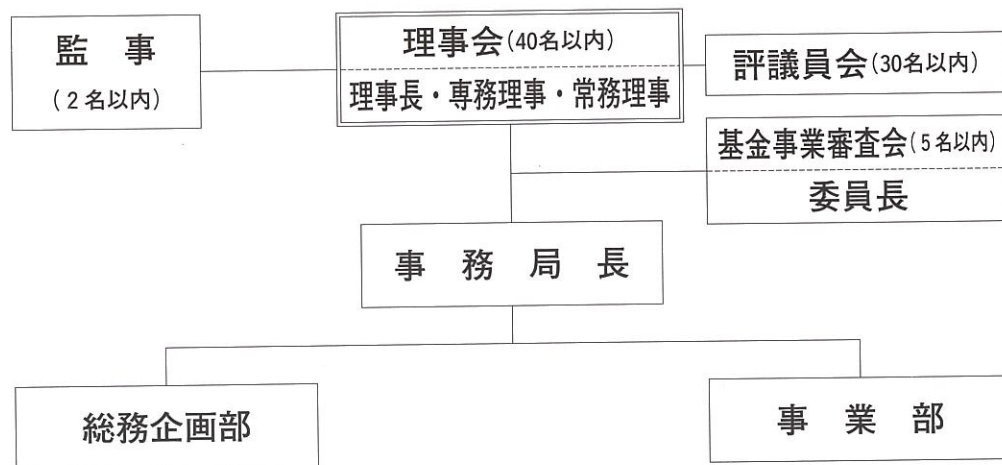 監 事
(2名以内)
理事会(40名以内)
理事長・専務理事・常務理事
評議員会(30名以内)
基金事業審査会(5名以内)
委員長
事 務 局 長
総務企画部
事 業 部